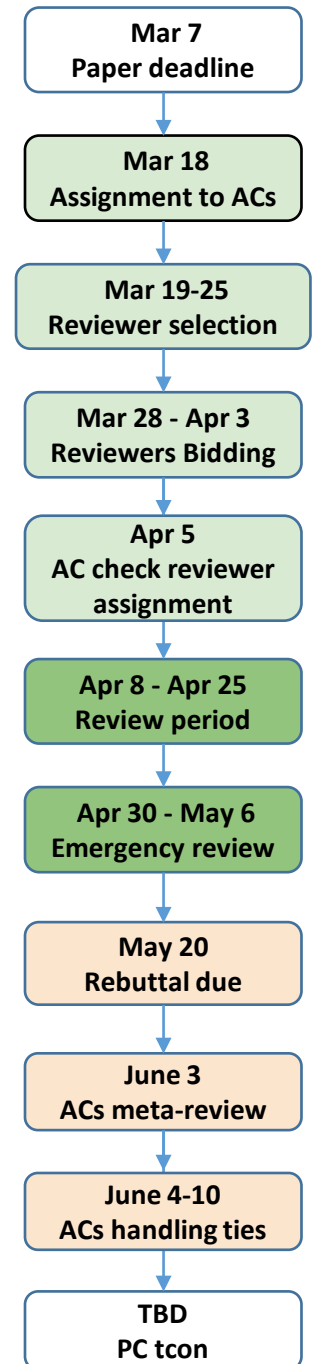 Mar 7
Paper deadline
Mar 18
Assignment to ACs
Mar 19-25
Reviewer selection
Mar 28 - Apr 3
Reviewers Bidding
Apr 5
AC check reviewer
assignment
Apr 8 - Apr 25
Review period
Apr 30 - May 6
Emergency review
May 20
Rebuttal due
June 3
ACs meta-review
June 4-10
ACs handling ties
TBD
PC tcon